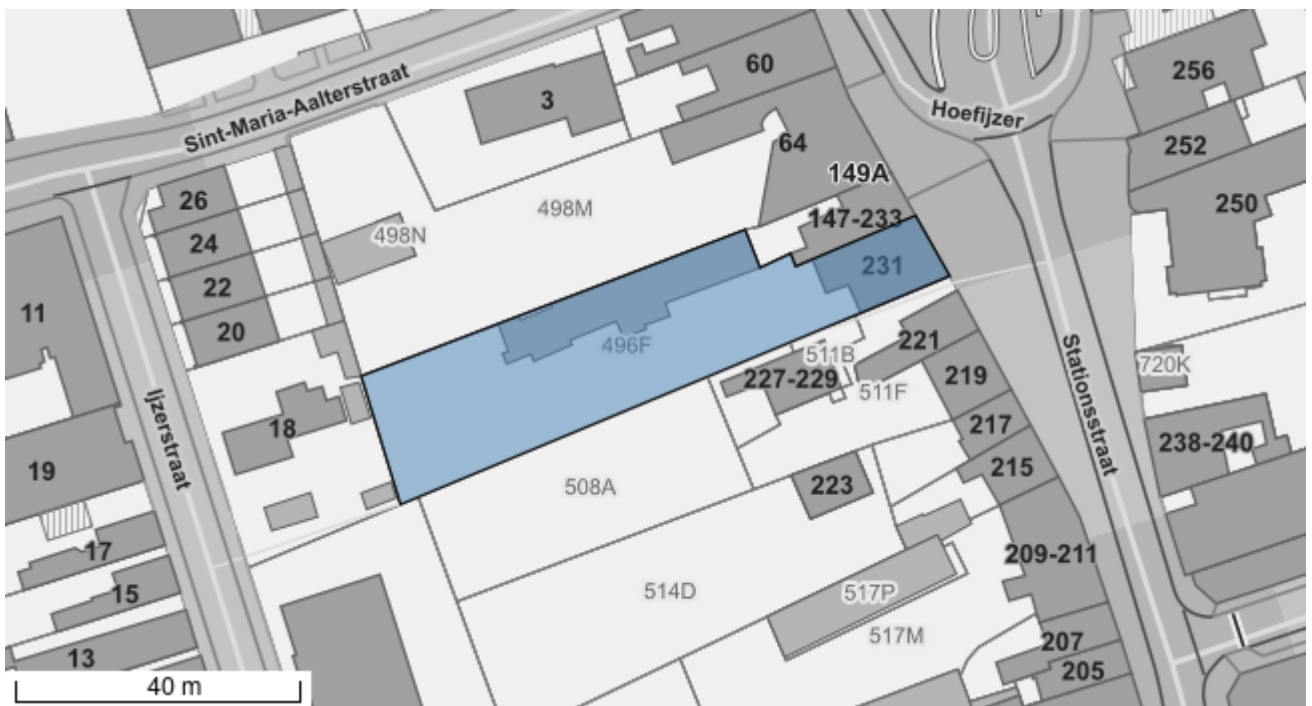 60
256
3
Hoefijzer
Sint-Maria-Aalterstraat
64
252
149A
26
498M
250
147-233
498N
24
231
22
11
20
496F
221
511B
Stationsstraat
720K
227-229
219
511F
Ijzerstraat
18
217
238-240
19
215
508A
223
17
209-211
15
514D
517P
517M
207
13
205
40 m